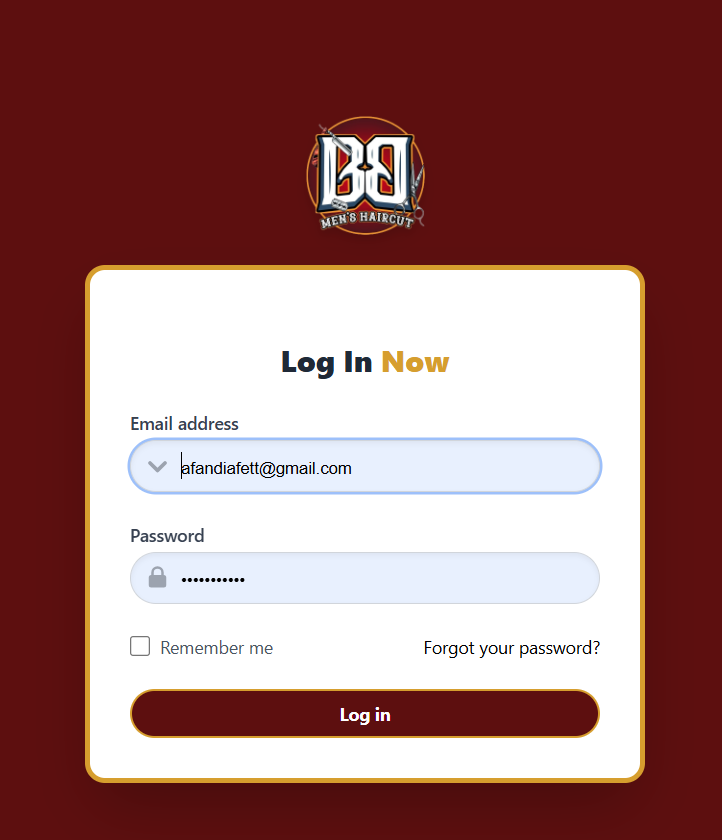 BB
MEN'S HAIRCUT
Log In Now
Email address
afandiafett@gmail.com
Password
•••••••••••
Remember me
Forgot your password?
Log in